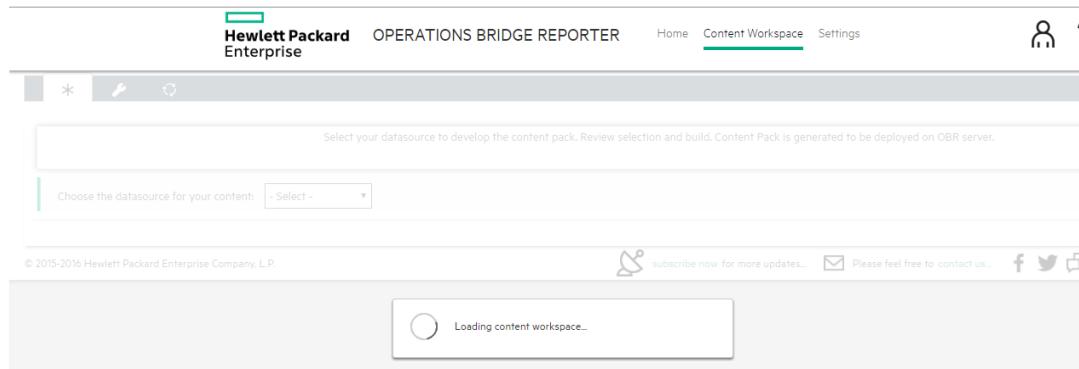 Hewlett Packard
Enterprise
OPERATIONS BRIDGE REPORTER
Home Content Workspace Settings
Select your datasource to develop the content pack. Review selection and build. Content Pack is generated to be deployed on OBR server.
Choose the datasource for your content: - Select -
© 2015-2016 Hewlett Packard Enterprise Company, L.P. subscribe now for more updates... Please feel free to contact us...
Loading content workspace...